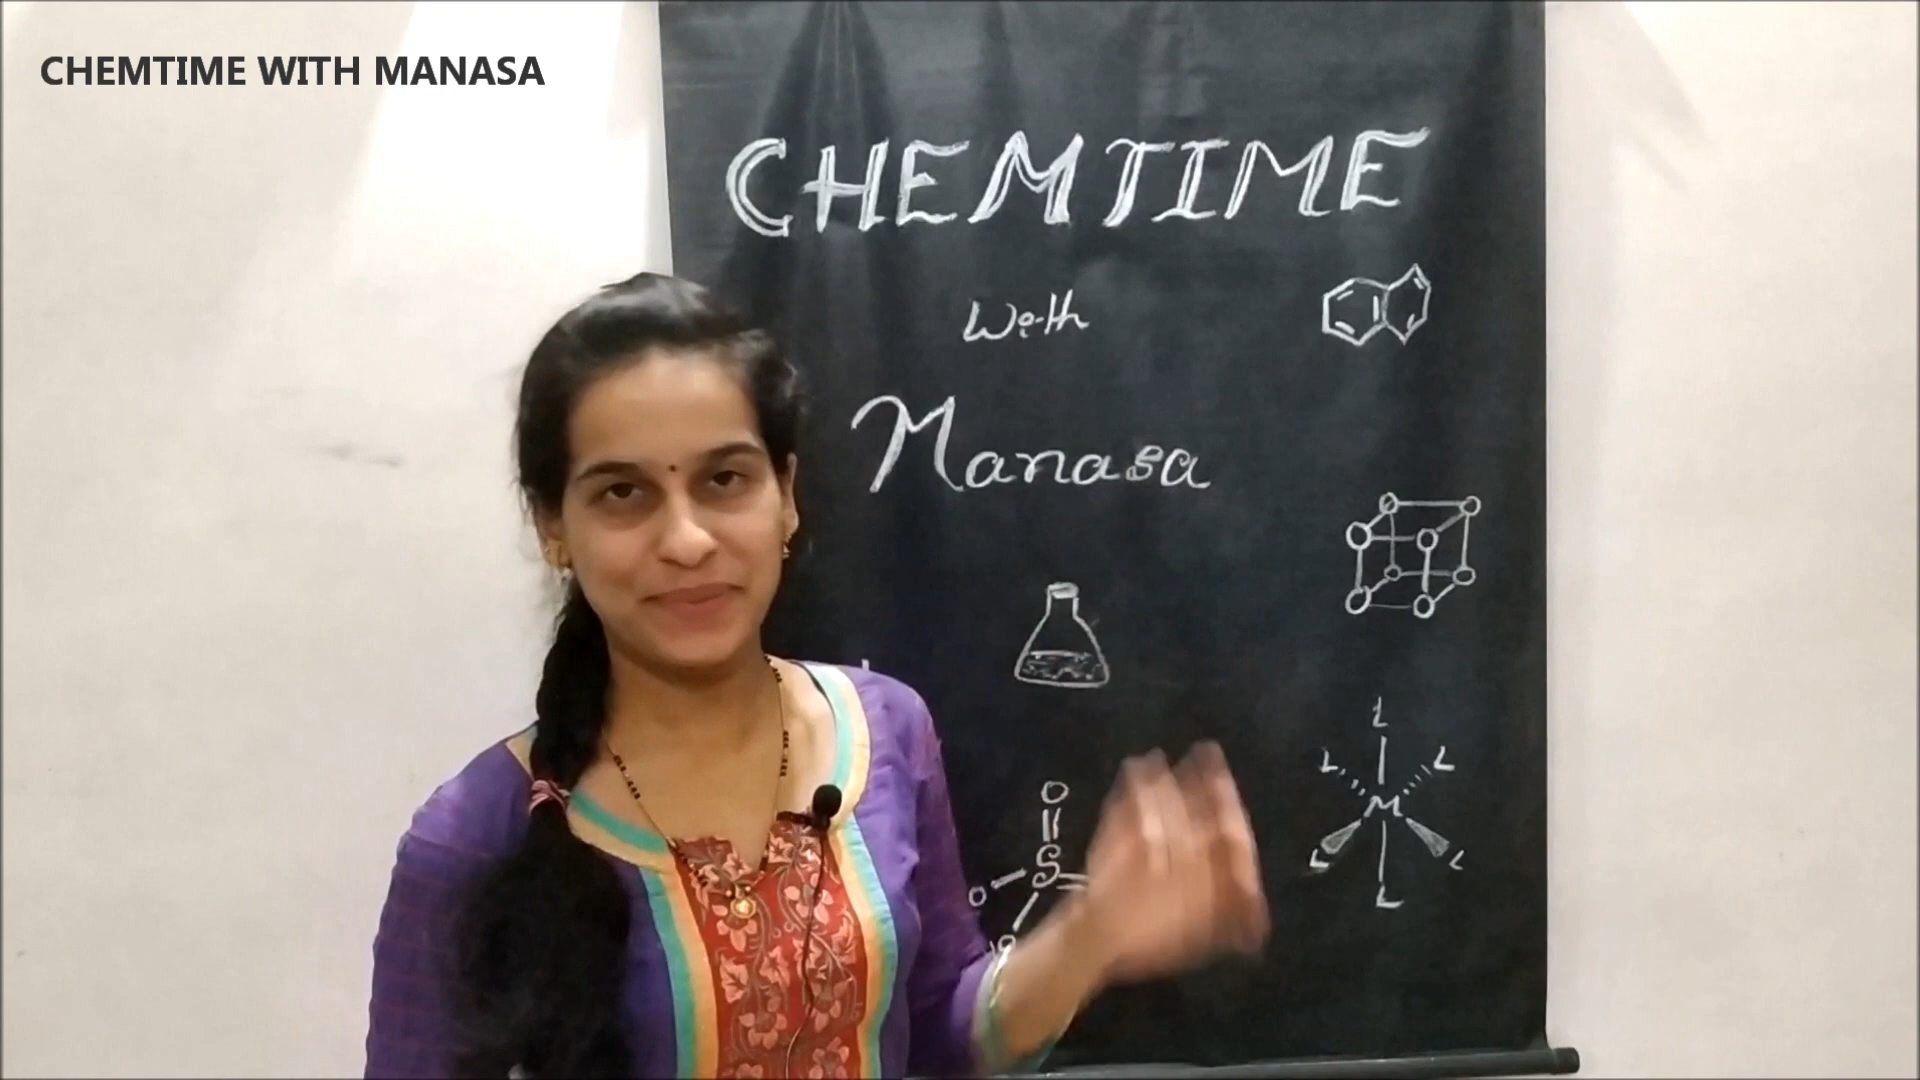 CHEMTIME WITH MANASA
CHEMTIME
With
Manasa
L
L L
M
L L
L
O
S
O
O